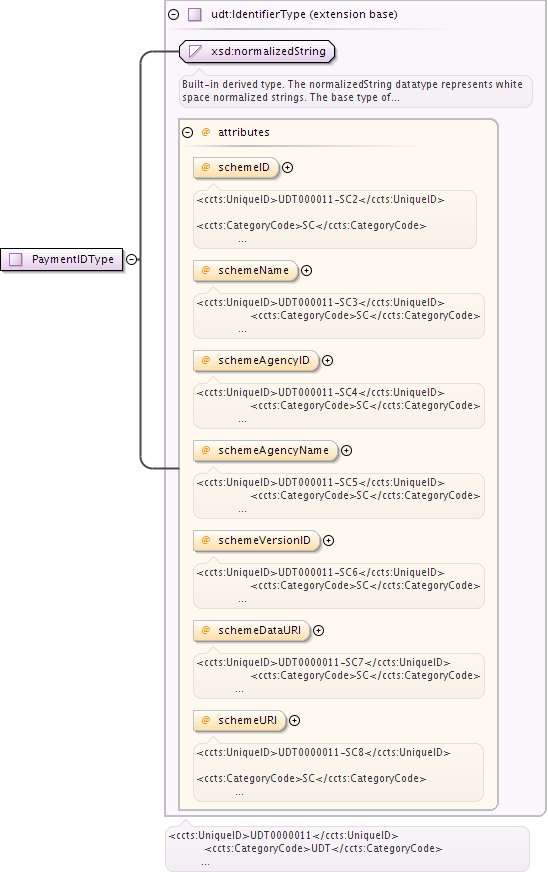 udt:IdentifierType (extension base)
xsd:normalizedString
Built-in derived type. The normalizedString datatype represents white
space normalized strings. The base type of...
@ attributes
@ schemeID
<ccts:UniqueID>UDT000011-SC2</ccts:UniqueID>
<ccts:CategoryCode>SC</ccts:CategoryCode>
...
PaymentIDType
@ schemeName
<ccts:UniqueID>UDT000011-SC3</ccts:UniqueID>
<ccts:CategoryCode>SC</ccts:CategoryCode>
...
@ schemeAgencyID
<ccts:UniqueID>UDT000011-SC4</ccts:UniqueID>
<ccts:CategoryCode>SC</ccts:CategoryCode>
...
@ schemeAgencyName
<ccts:UniqueID>UDT000011-SC5</ccts:UniqueID>
<ccts:CategoryCode>SC</ccts:CategoryCode>
...
@ schemeVersionID
<ccts:UniqueID>UDT000011-SC6</ccts:UniqueID>
<ccts:CategoryCode>SC</ccts:CategoryCode>
...
@ schemeDataURI
<ccts:UniqueID>UDT0000011-SC7</ccts:UniqueID>
<ccts:CategoryCode>SC</ccts:CategoryCode>
...
@ schemeURI
<ccts:UniqueID>UDT0000011-SC8</ccts:UniqueID>
<ccts:CategoryCode>SC</ccts:CategoryCode>
...
<ccts:UniqueID>UDT0000011</ccts:UniqueID>
<ccts:CategoryCode>UDT</ccts:CategoryCode>
...